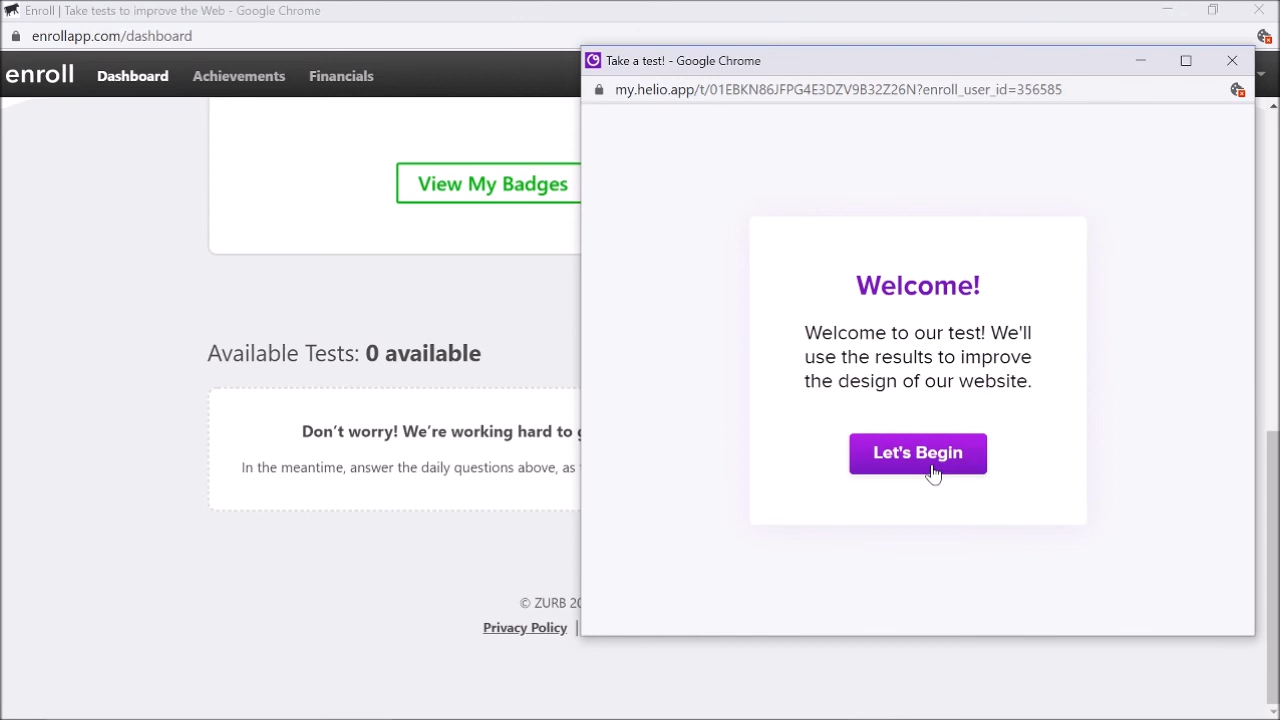 Enroll | Take tests to improve the Web - Google Chrome
enrollapp.com/dashboard
enroll
Dashboard
Achievements
Financials
View My Badges
Available Tests: 0 available
Don't worry! We're working hard to
In the meantime, answer the daily questions above, as
© ZURB
Privacy Policy |
Take a test! - Google Chrome
my.helio.app/t/01EBKN86JFPG4E3DZV9B32Z26N?enroll_user_id=356585
Welcome!
Welcome to our test! We'll
use the results to improve
the design of our website.
Let's Begin